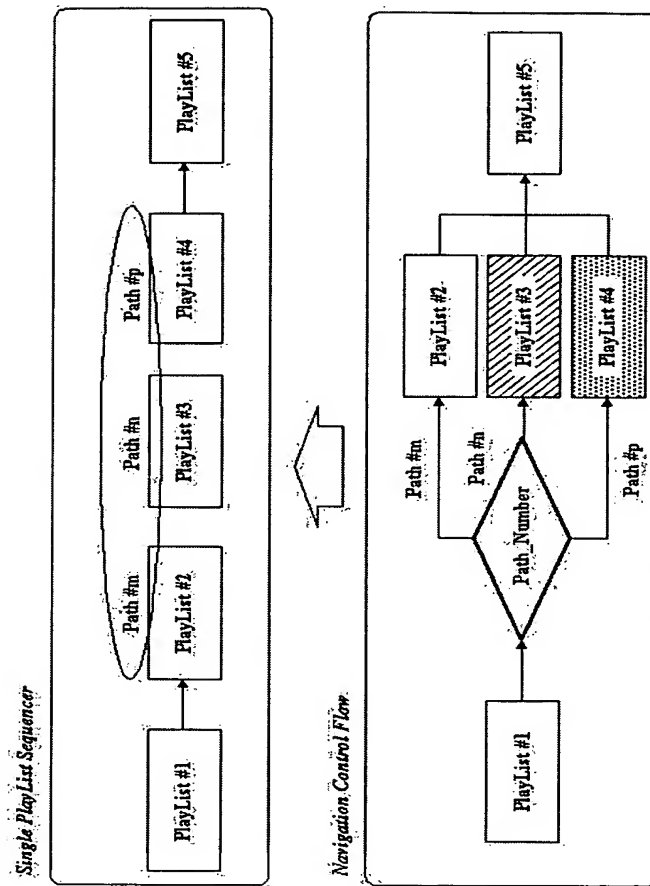 Single PlayList Sequencer
Path #m
Path #n
Path #p
PlayList #1
PlayList #2
PlayList #3
PlayList #4
PlayList #5
Navigation Control Flow
PlayList #1
Path_Number
Path #m
Path #n
Path #p
PlayList #2
PlayList #3
PlayList #4
PlayList #5